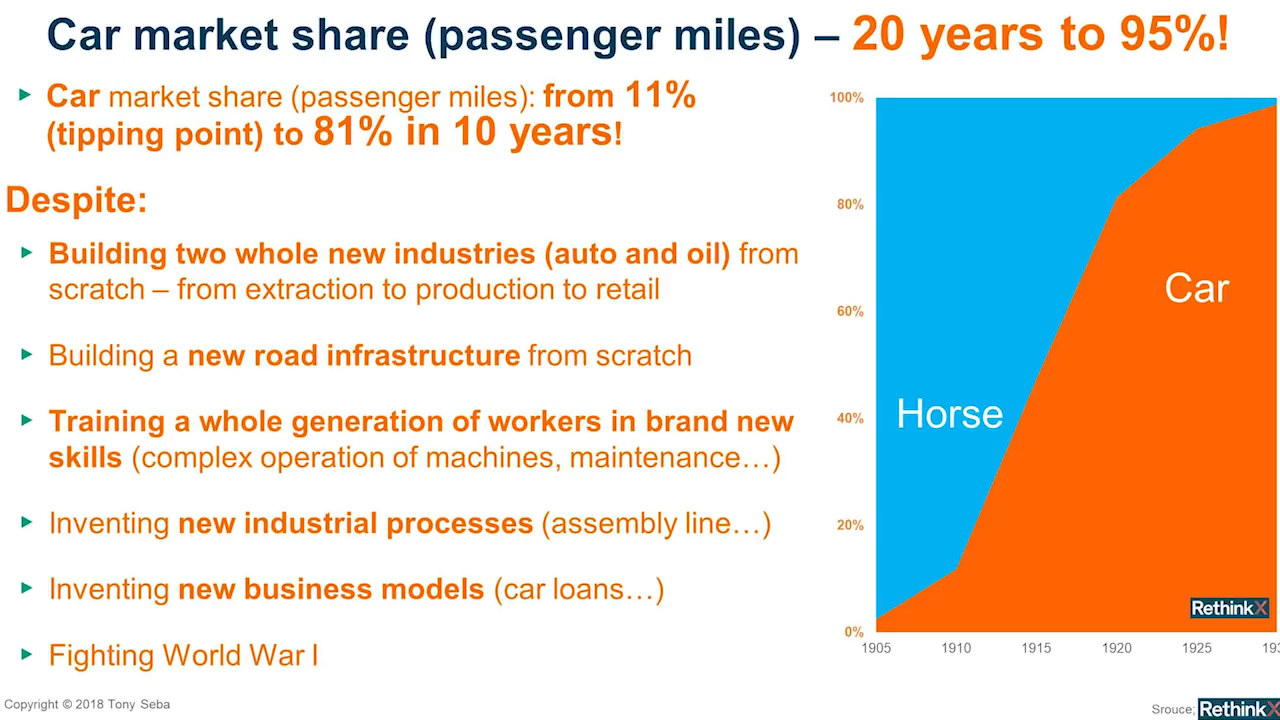 Car market share (passenger miles) – 20 years to 95%!
▸ Car market share (passenger miles): from 11%
(tipping point) to 81% in 10 years!
Despite:
▸ Building two whole new industries (auto and oil) from
scratch – from extraction to production to retail
▸ Building a new road infrastructure from scratch
▸ Training a whole generation of workers in brand new
skills (complex operation of machines, maintenance…)
▸ Inventing new industrial processes (assembly line…)
▸ Inventing new business models (car loans…)
▸ Fighting World War I
Copyright © 2018 Tony Seba
100%
80%
60%
40%
20%
0%
Horse
Car
RethinkX
1905 1910 1915 1920 1925 193
Srouce; RethinkX